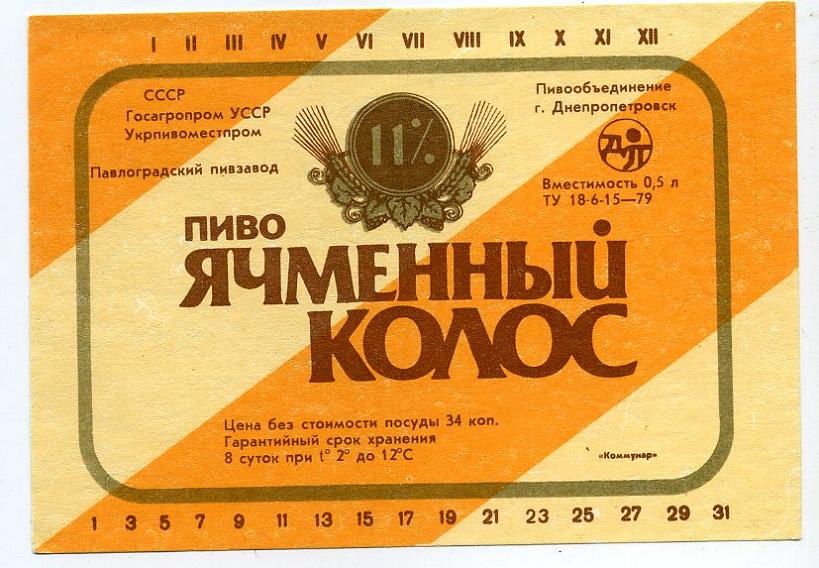 I II III IV V VI VII VIII IX X XI XII
СССР
Госагропром УССР
Укрпивоместпром
Павлоградский пивзавод
11%
Пивообъединение
г. Днепропетровск
ДП
Вместимость 0,5 л
ТУ 18-6-15—79
ПИВО
ЯЧМЕННЫЙ
КОЛОС
Цена без стоимости посуды 34 коп.
Гарантийный срок хранения
8 суток при t° 2° до 12°С
«Коммунар»
1 3 5 7 9 11 13 15 17 19 21 23 25 27 29 31